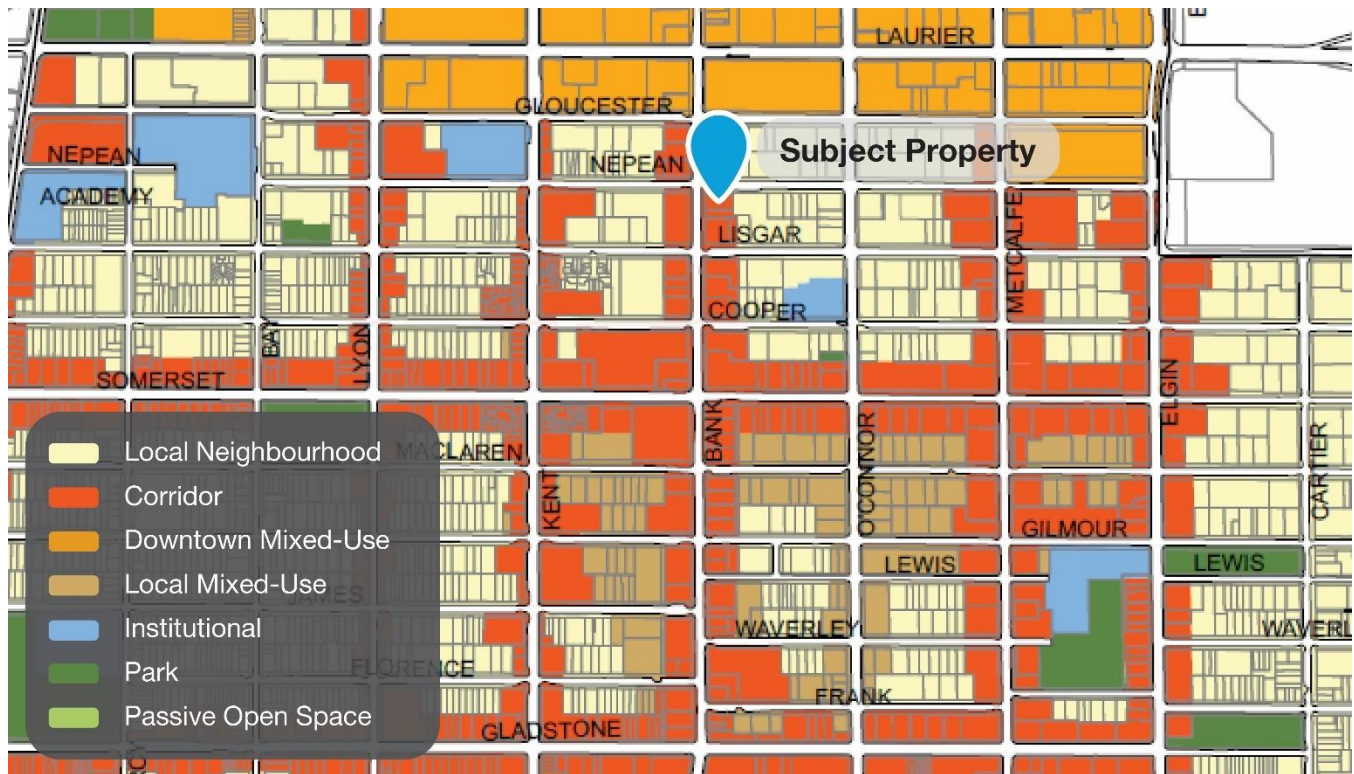 LAURIER
GLOUCESTER
NEPEAN
NEPEAN
Subject Property
ACADEMY
METCALFE
LISGAR
COOPER
BAY
LYON
SOMERSET
ELGIN
BANK
O'CONNOR
CARTIER
MACLAREN
KENT
GILMOUR
LEWIS
LEWIS
JAMES
WAVERLEY
FLORENCE
FRANK
GLADSTONE
Local Neighbourhood
Corridor
Downtown Mixed-Use
Local Mixed-Use
Institutional
Park
Passive Open Space